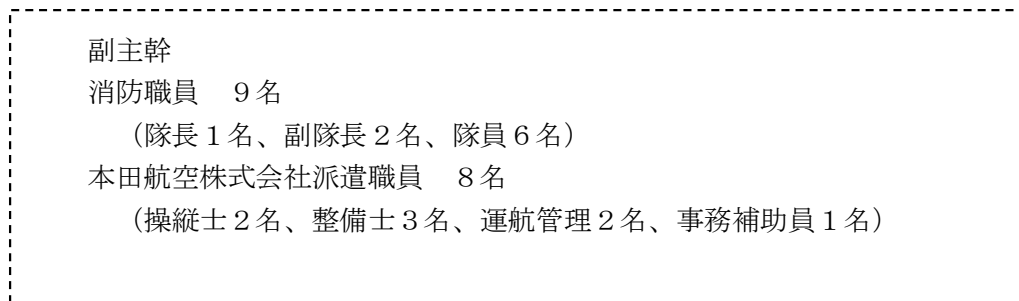 副主幹
消防職員　９名
（隊長１名、副隊長２名、隊員６名）
本田航空株式会社派遣職員　８名
（操縦士２名、整備士３名、運航管理２名、事務補助員１名）